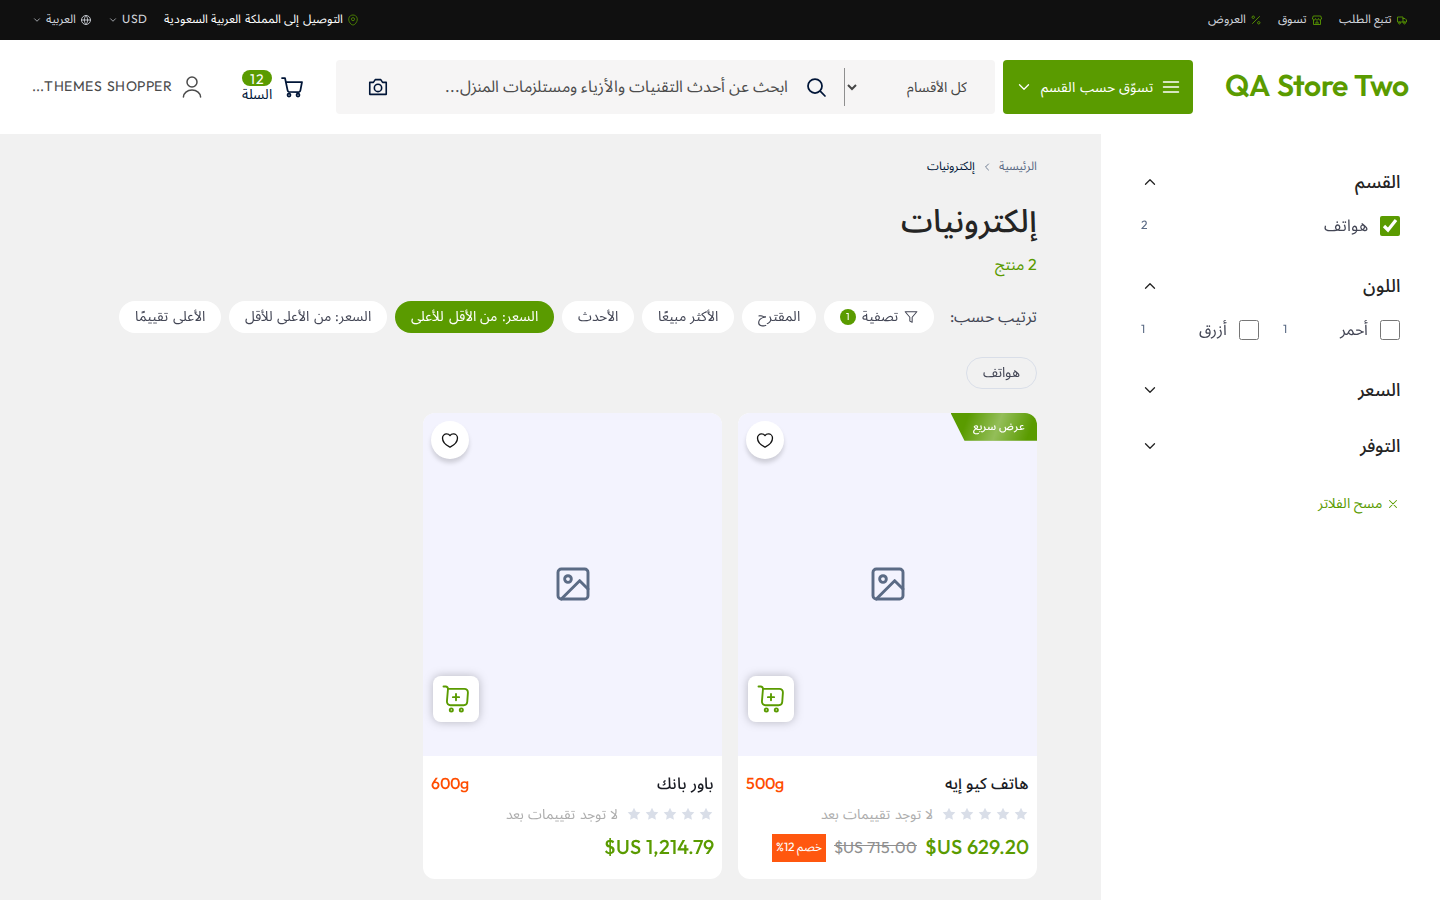 تتبع الطلب
تسوق
العروض
التوصيل إلى المملكة العربية السعودية
USD
العربية
QA Store Two
تسوّق حسب القسم
كل الأقسام
ابحث عن أحدث التقنيات والأزياء ومستلزمات المنزل...
12
السلة
THEMES SHOPPER...
القسم
هواتف
2
اللون
أحمر
1
أزرق
1
السعر
التوفر
مسح الفلاتر
الرئيسية
إلكترونيات
إلكترونيات
2 منتج
ترتيب حسب:
تصفية 1
المقترح
الأكثر مبيعًا
الأحدث
السعر: من الأقل للأعلى
السعر: من الأعلى للأقل
الأعلى تقييمًا
هواتف
عرض سريع
هاتف كيو إيه
500g
لا توجد تقييمات بعد
$US 629.20
$US 715.00
خصم 12%
باور بانك
600g
لا توجد تقييمات بعد
$US 1,214.79